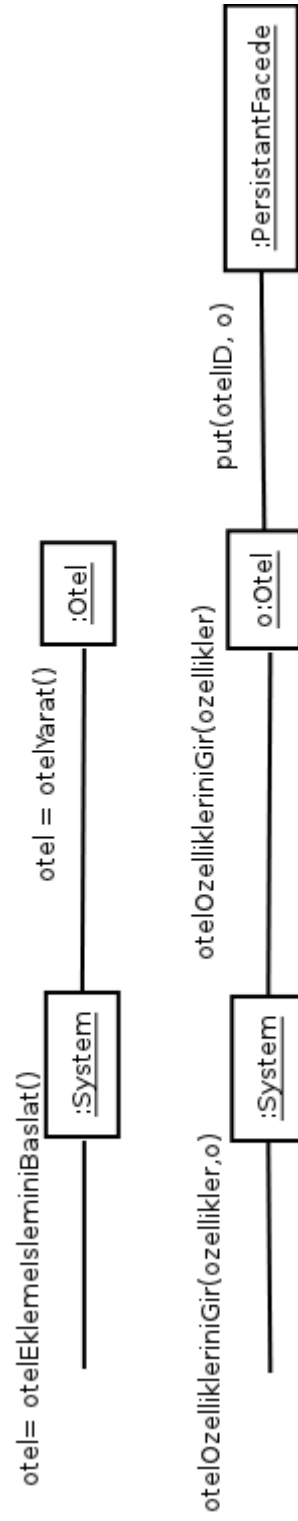 otel= otelEklemeIsleminiBaslat()
:System
otel = otelYarat()
:Otel
otelOzellikleriniGir(ozellikler,o)
:System
otelOzellikleriniGir(ozellikler)
o:Otel
put(otelID, o)
:PersistantFacede